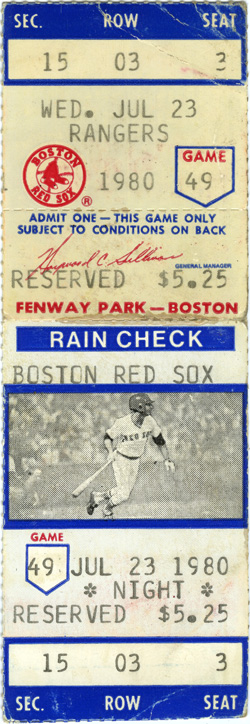 SEC. ROW SEAT
15 03 3
WED. JUL 23
RANGERS
BOSTON
RED SOX
1980
GAME
49
ADMIT ONE — THIS GAME ONLY
SUBJECT TO CONDITIONS ON BACK
Haywood C Sullivan
GENERAL MANAGER
RESERVED $5.25
FENWAY PARK — BOSTON
RAIN CHECK
BOSTON RED SOX
RED SOX
GAME
49 JUL 23 1980
* NIGHT *
RESERVED $5.25
15 03 3
SEC. ROW SEAT